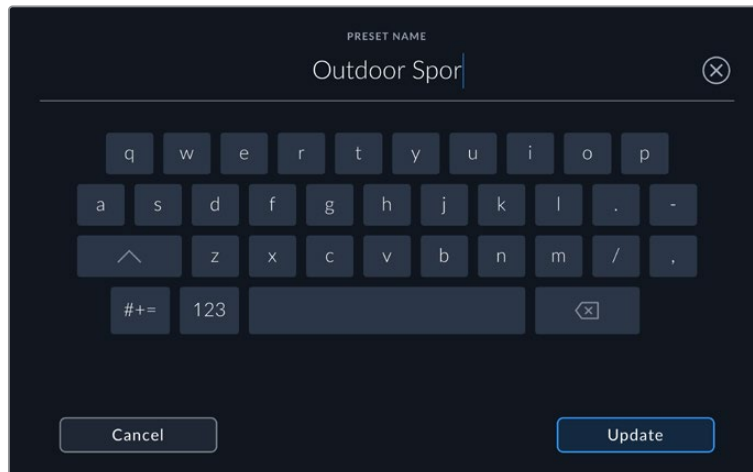 PRESET NAME
Outdoor Spor
q w e r t y u i o p
a s d f g h j k l . -
z x c v b n m / ,
#+= 123
Cancel Update